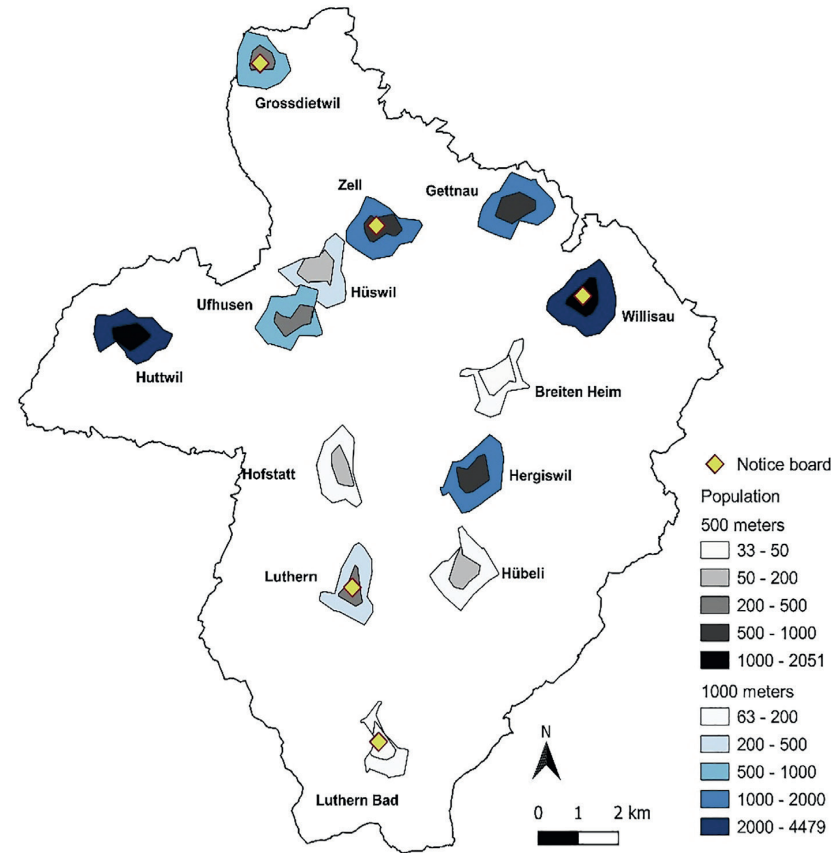 Grossdietwil
Zell
Gettnau
Hüswil
Ufhusen
Willisau
Huttwil
Breiten Heim
Hofstatt
Hergiswil
Luthern
Hübeli
Luthern Bad
Notice board
Population
500 meters
33 - 50
50 - 200
200 - 500
500 - 1000
1000 - 2051
1000 meters
63 - 200
200 - 500
500 - 1000
1000 - 2000
2000 - 4479
N
0 1 2 km